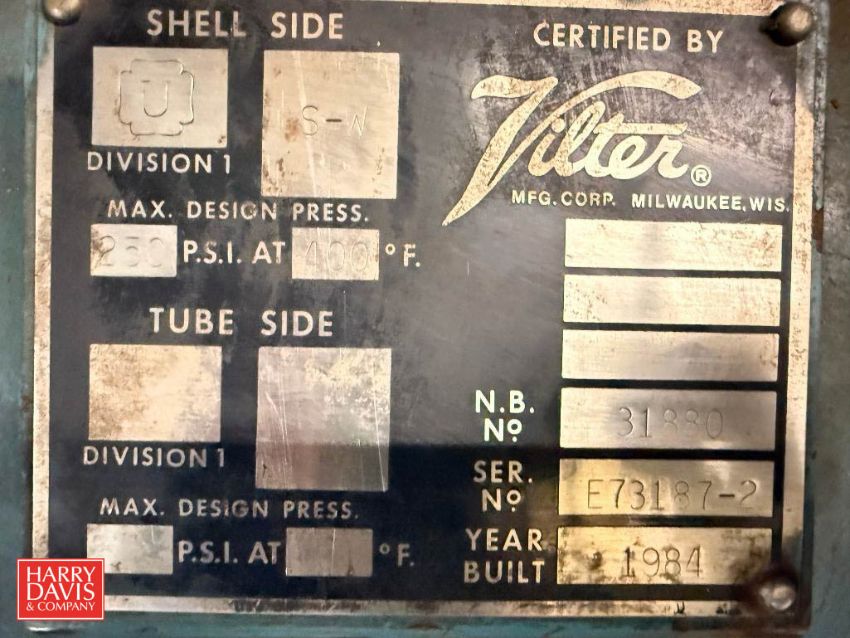 SHELL SIDE
CERTIFIED BY
U
S-W
Vilter®
DIVISION 1
MFG. CORP. MILWAUKEE, WIS.
MAX. DESIGN PRESS.
250 P.S.I. AT 400 °F.
TUBE SIDE
N.B. Nº 31880
DIVISION 1
SER. Nº E73187-2
MAX. DESIGN PRESS.
P.S.I. AT °F.
YEAR BUILT 1984
HARRY
DAVIS
& COMPANY